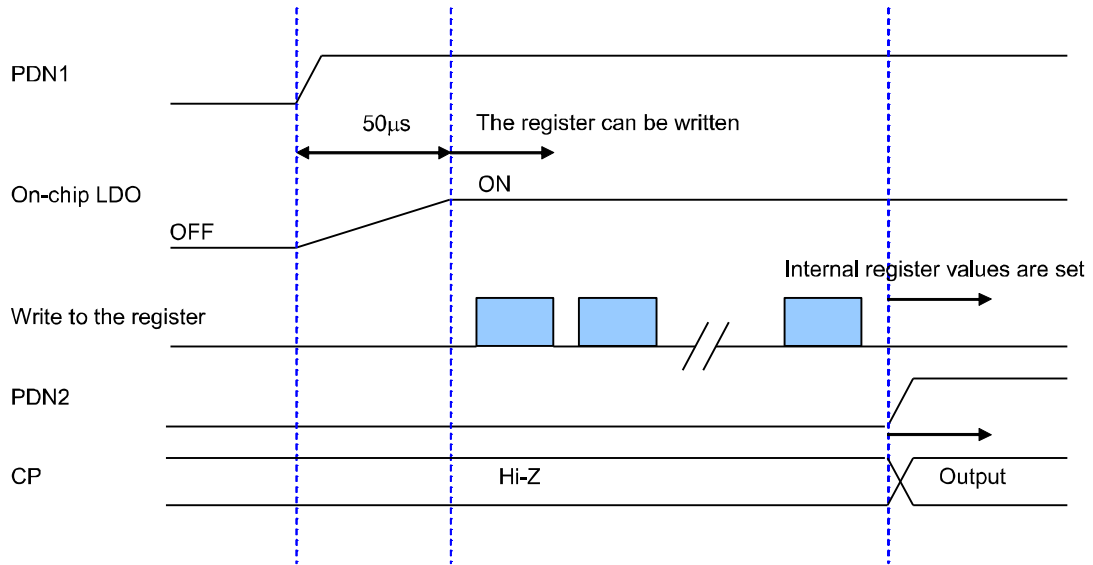 PDN1
50μs
The register can be written
On-chip LDO
ON
OFF
Internal register values are set
Write to the register
PDN2
CP
Hi-Z
Output